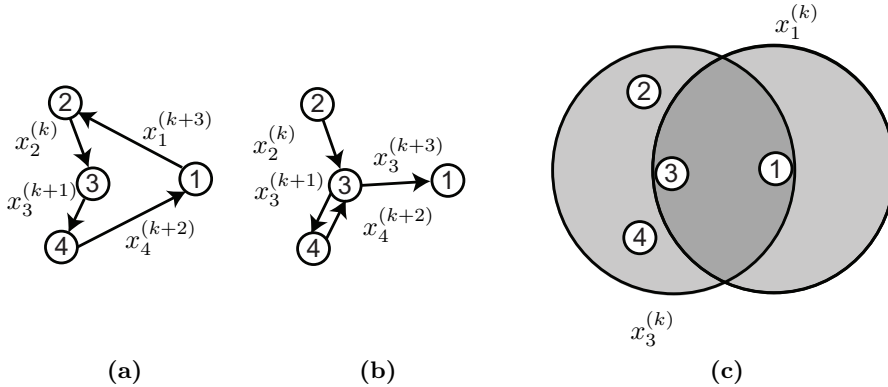 2
x_2^{(k)}
x_1^{(k+3)}
3
1
x_3^{(k+1)}
4
x_4^{(k+2)}
(a)
2
x_2^{(k)}
x_3^{(k+3)}
3
1
x_3^{(k+1)}
4
x_4^{(k+2)}
(b)
x_1^{(k)}
2
3
1
4
x_3^{(k)}
(c)